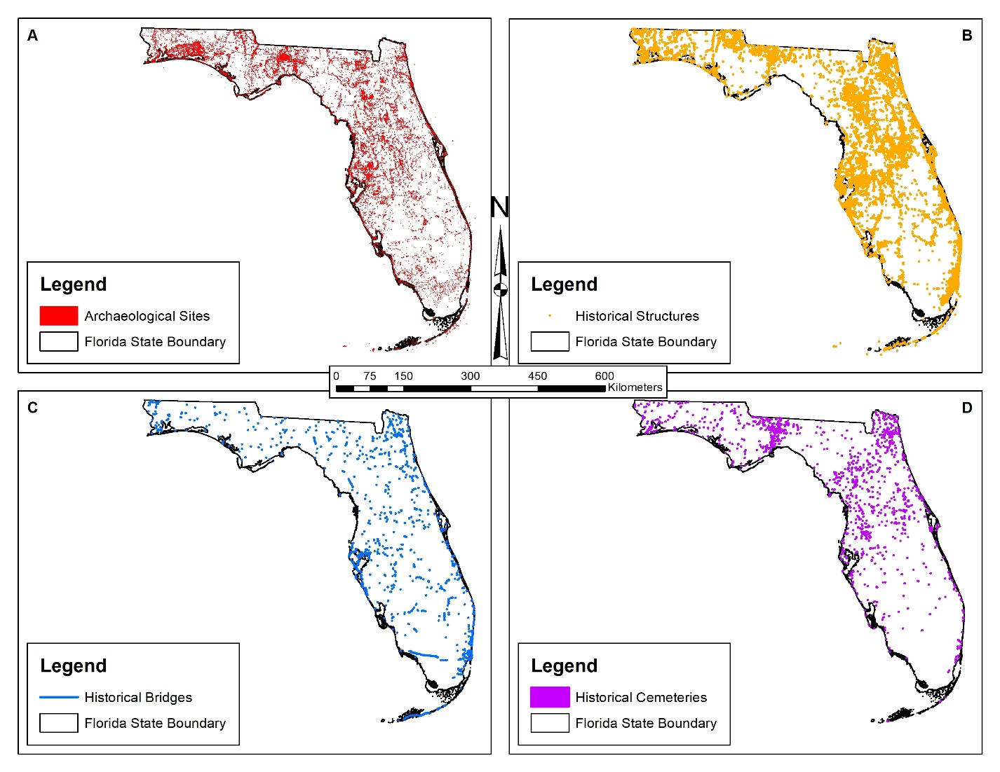 A
Legend
Archaeological Sites
Florida State Boundary
B
Legend
Historical Structures
Florida State Boundary
N
0 75 150 300 450 600
Kilometers
C
Legend
Historical Bridges
Florida State Boundary
D
Legend
Historical Cemeteries
Florida State Boundary